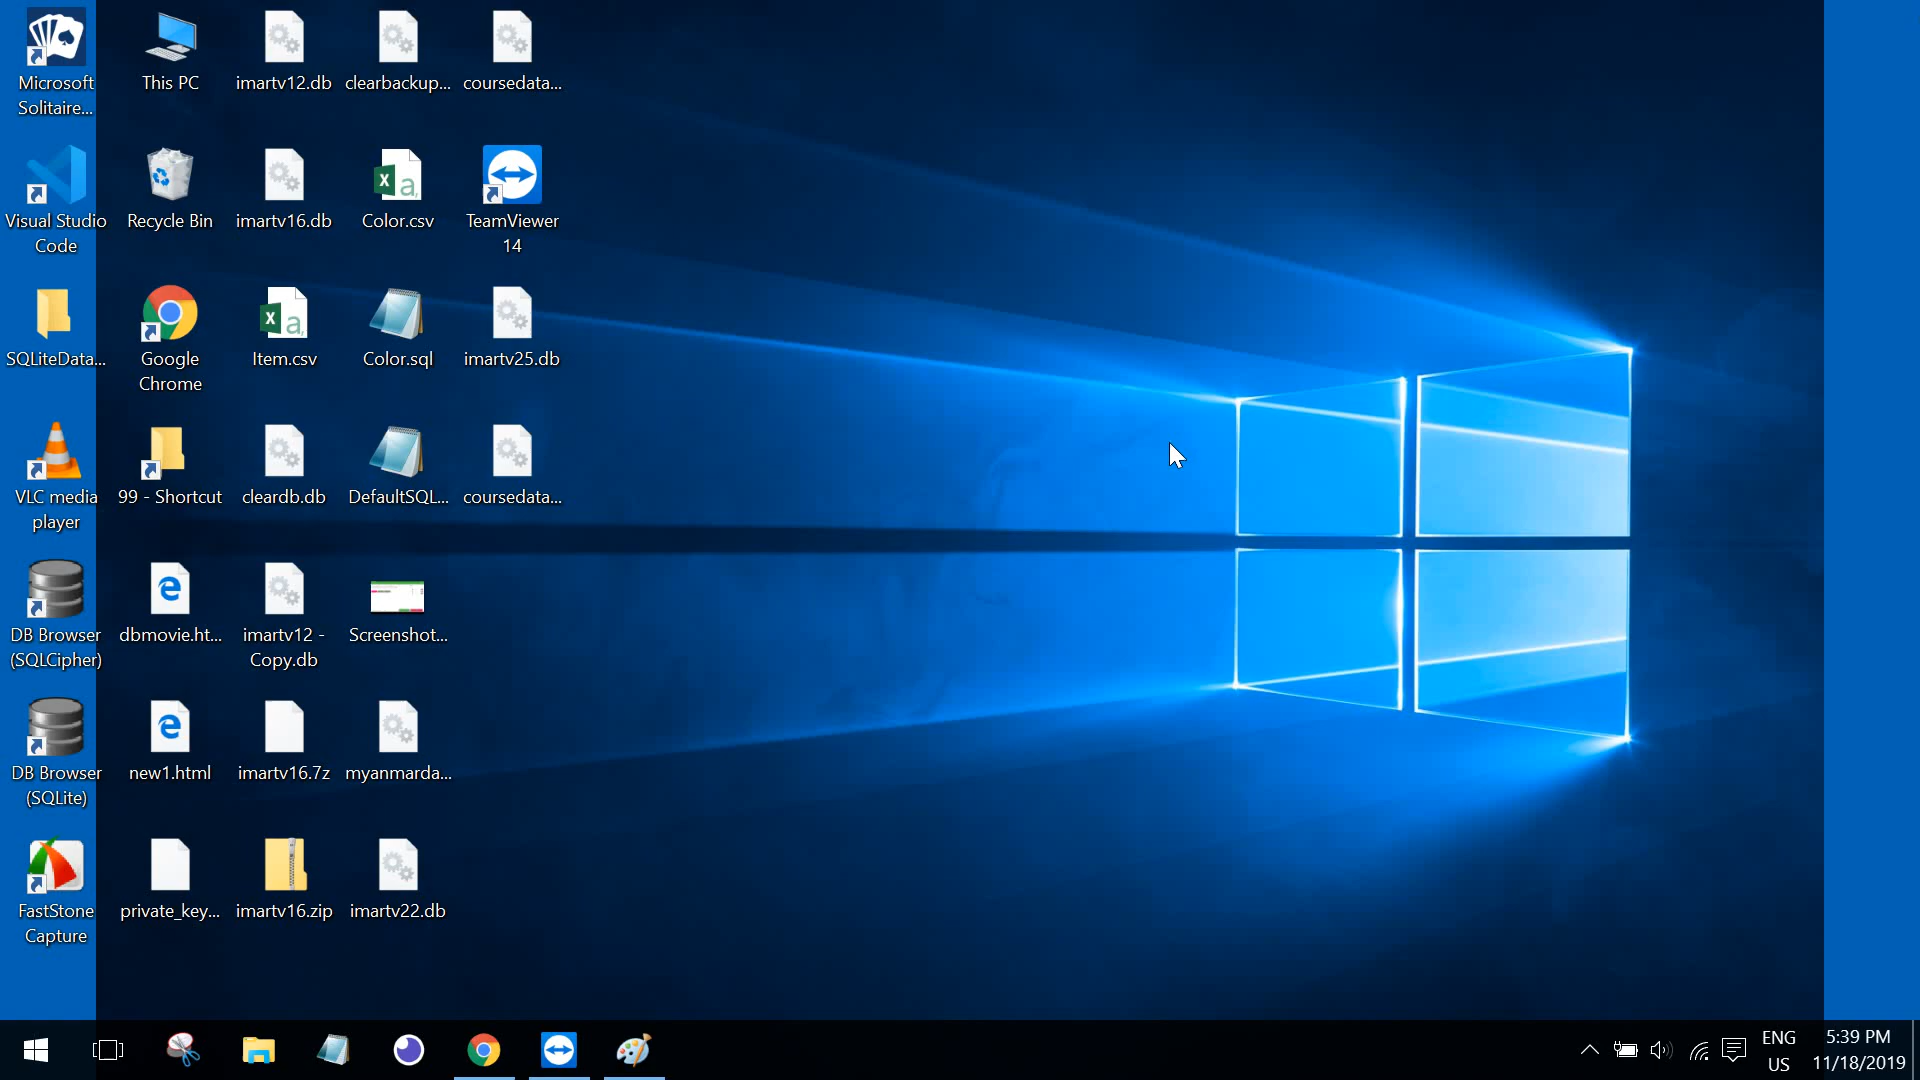 Microsoft
Solitaire...
This PC
imartv12.db
clearbackup...
coursedata...
Visual Studio
Code
Recycle Bin
imartv16.db
Color.csv
TeamViewer
14
SQLiteData...
Google
Chrome
Item.csv
Color.sql
imartv25.db
VLC media
player
99 - Shortcut
cleardb.db
DefaultSQL...
coursedata...
DB Browser
(SQLCipher)
dbmovie.ht...
imartv12 -
Copy.db
Screenshot...
DB Browser
(SQLite)
new1.html
imartv16.7z
myanmarda...
FastStone
Capture
private_key...
imartv16.zip
imartv22.db
ENG
US
5:39 PM
11/18/2019